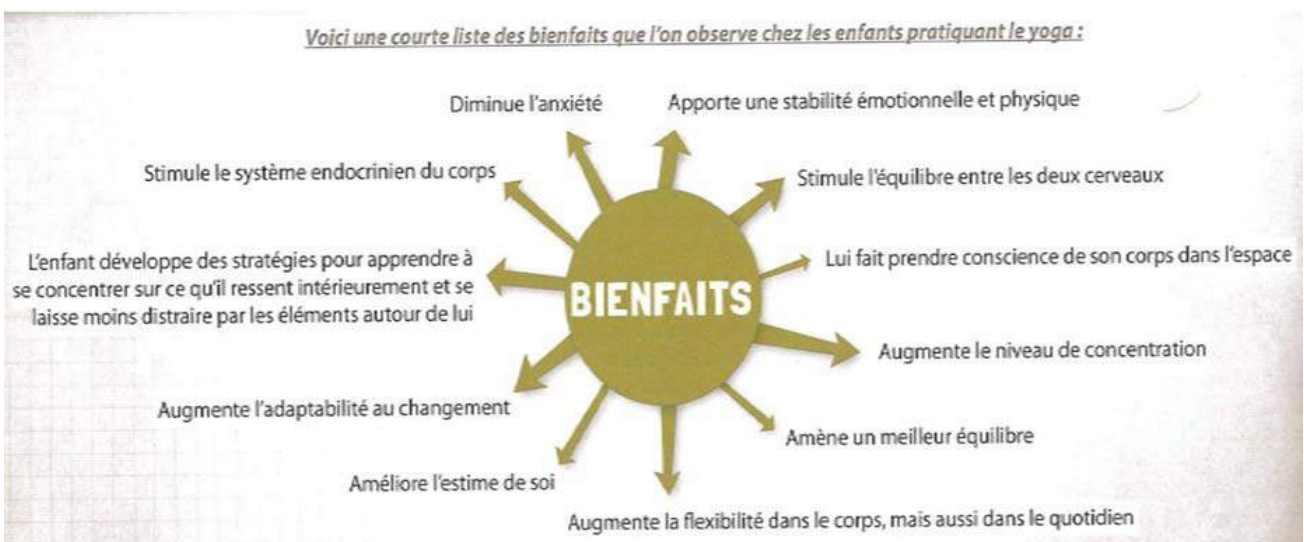 Voici une courte liste des bienfaits que l'on observe chez les enfants pratiquant le yoga :
Diminue l'anxiété
Apporte une stabilité émotionnelle et physique
Stimule le système endocrinien du corps
Stimule l'équilibre entre les deux cerveaux
L'enfant développe des stratégies pour apprendre à
se concentrer sur ce qu'il ressent intérieurement et se
laisse moins distraire par les éléments autour de lui
Lui fait prendre conscience de son corps dans l'espace
BIENFAITS
Augmente le niveau de concentration
Augmente l'adaptabilité au changement
Amène un meilleur équilibre
Améliore l'estime de soi
Augmente la flexibilité dans le corps, mais aussi dans le quotidien